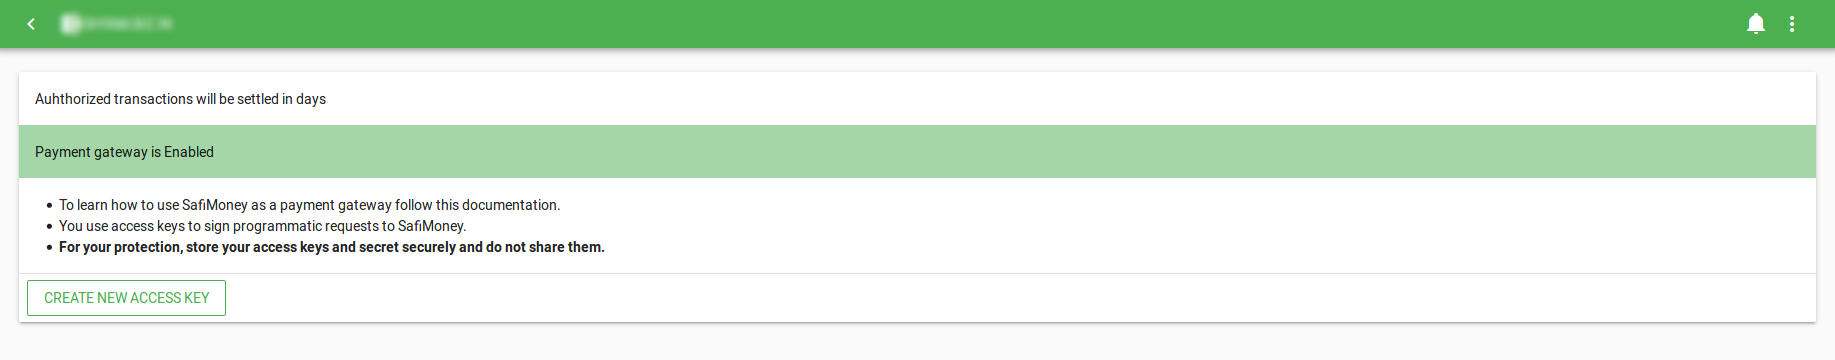 Auhthorized transactions will be settled in days
Payment gateway is Enabled
To learn how to use SafiMoney as a payment gateway follow this documentation.
You use access keys to sign programmatic requests to SafiMoney.
For your protection, store your access keys and secret securely and do not share them.
CREATE NEW ACCESS KEY